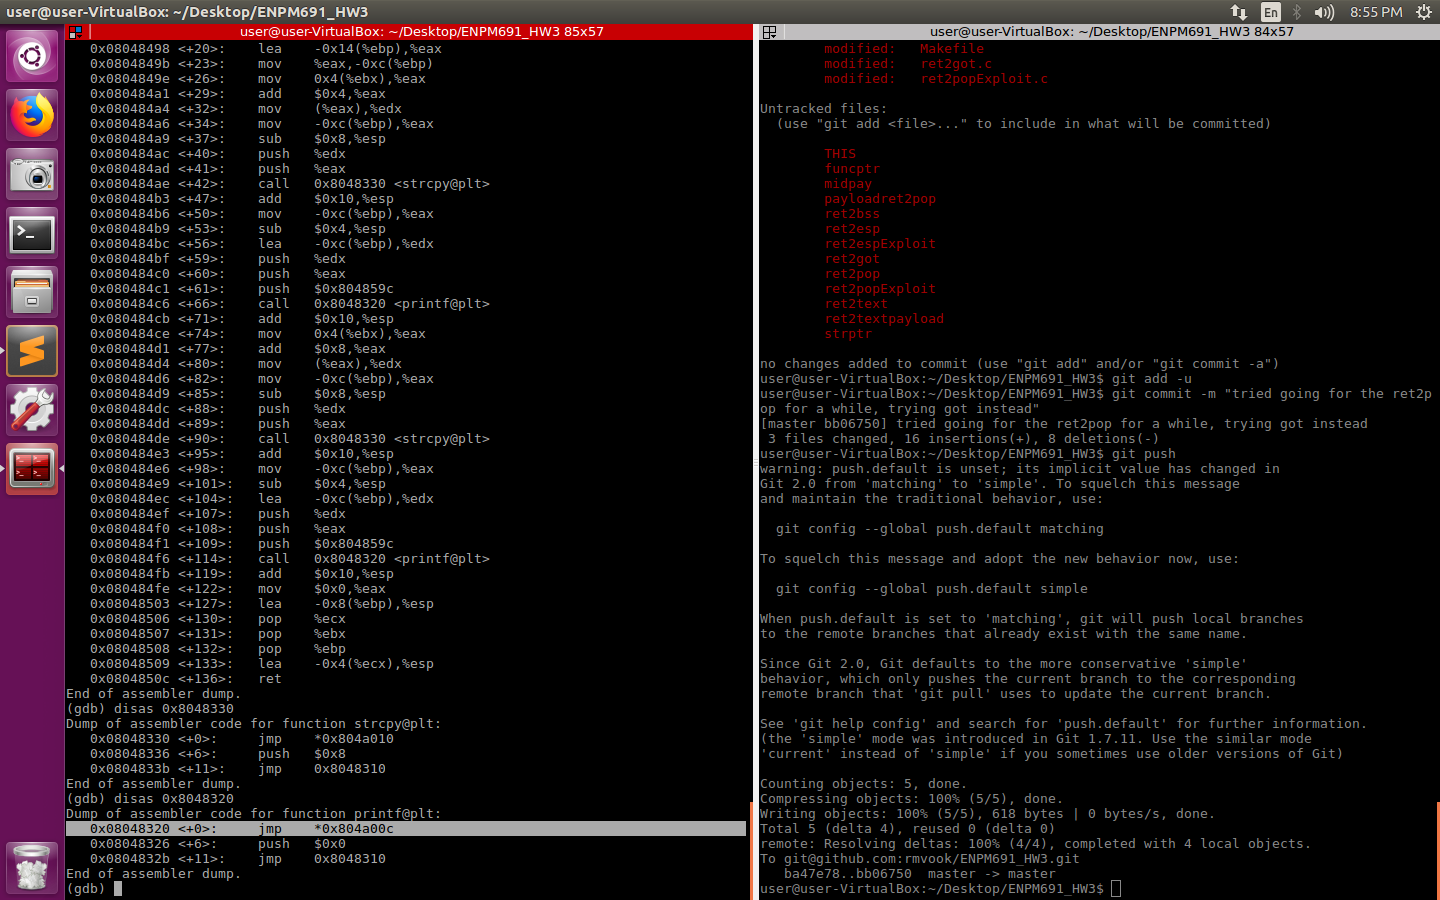 user@user-VirtualBox: ~/Desktop/ENPM691_HW3
En
8:55 PM
user@user-VirtualBox: ~/Desktop/ENPM691_HW3 85x57
0x08048498 <+20>: lea -0x14(%ebp),%eax
0x0804849b <+23>: mov %eax,-0xc(%ebp)
0x0804849e <+26>: mov 0x4(%ebx),%eax
0x080484a1 <+29>: add $0x4,%eax
0x080484a4 <+32>: mov (%eax),%edx
0x080484a6 <+34>: mov -0xc(%ebp),%eax
0x080484a9 <+37>: sub $0x8,%esp
0x080484ac <+40>: push %edx
0x080484ad <+41>: push %eax
0x080484ae <+42>: call 0x8048330 <strcpy@plt>
0x080484b3 <+47>: add $0x10,%esp
0x080484b6 <+50>: mov -0xc(%ebp),%eax
0x080484b9 <+53>: sub $0x4,%esp
0x080484bc <+56>: lea -0xc(%ebp),%edx
0x080484bf <+59>: push %edx
0x080484c0 <+60>: push %eax
0x080484c1 <+61>: push $0x804859c
0x080484c6 <+66>: call 0x8048320 <printf@plt>
0x080484cb <+71>: add $0x10,%esp
0x080484ce <+74>: mov 0x4(%ebx),%eax
0x080484d1 <+77>: add $0x8,%eax
0x080484d4 <+80>: mov (%eax),%edx
0x080484d6 <+82>: mov -0xc(%ebp),%eax
0x080484d9 <+85>: sub $0x8,%esp
0x080484dc <+88>: push %edx
0x080484dd <+89>: push %eax
0x080484de <+90>: call 0x8048330 <strcpy@plt>
0x080484e3 <+95>: add $0x10,%esp
0x080484e6 <+98>: mov -0xc(%ebp),%eax
0x080484e9 <+101>: sub $0x4,%esp
0x080484ec <+104>: lea -0xc(%ebp),%edx
0x080484ef <+107>: push %edx
0x080484f0 <+108>: push %eax
0x080484f1 <+109>: push $0x804859c
0x080484f6 <+114>: call 0x8048320 <printf@plt>
0x080484fb <+119>: add $0x10,%esp
0x080484fe <+122>: mov $0x0,%eax
0x08048503 <+127>: lea -0x8(%ebp),%esp
0x08048506 <+130>: pop %ecx
0x08048507 <+131>: pop %ebx
0x08048508 <+132>: pop %ebp
0x08048509 <+133>: lea -0x4(%ecx),%esp
0x0804850c <+136>: ret
End of assembler dump.
(gdb) disas 0x8048330
Dump of assembler code for function strcpy@plt:
0x08048330 <+0>: jmp *0x804a010
0x08048336 <+6>: push $0x8
0x0804833b <+11>: jmp 0x8048310
End of assembler dump.
(gdb) disas 0x8048320
Dump of assembler code for function printf@plt:
0x08048320 <+0>: jmp *0x804a00c
0x08048326 <+6>: push $0x0
0x0804832b <+11>: jmp 0x8048310
End of assembler dump.
(gdb)
user@user-VirtualBox: ~/Desktop/ENPM691_HW3 84x57
modified: Makefile
modified: ret2got.c
modified: ret2popExploit.c
Untracked files:
(use "git add <file>..." to include in what will be committed)
THIS
funcptr
midpay
payloadret2pop
ret2bss
ret2esp
ret2espExploit
ret2got
ret2pop
ret2popExploit
ret2text
ret2textpayload
strptr
no changes added to commit (use "git add" and/or "git commit -a")
user@user-VirtualBox:~/Desktop/ENPM691_HW3$ git add -u
user@user-VirtualBox:~/Desktop/ENPM691_HW3$ git commit -m "tried going for the ret2p
op for a while, trying got instead"
[master bb06750] tried going for the ret2pop for a while, trying got instead
3 files changed, 16 insertions(+), 8 deletions(-)
user@user-VirtualBox:~/Desktop/ENPM691_HW3$ git push
warning: push.default is unset; its implicit value has changed in
Git 2.0 from 'matching' to 'simple'. To squelch this message
and maintain the traditional behavior, use:
git config --global push.default matching
To squelch this message and adopt the new behavior now, use:
git config --global push.default simple
When push.default is set to 'matching', git will push local branches
to the remote branches that already exist with the same name.
Since Git 2.0, Git defaults to the more conservative 'simple'
behavior, which only pushes the current branch to the corresponding
remote branch that 'git pull' uses to update the current branch.
See 'git help config' and search for 'push.default' for further information.
(the 'simple' mode was introduced in Git 1.7.11. Use the similar mode
'current' instead of 'simple' if you sometimes use older versions of Git)
Counting objects: 5, done.
Compressing objects: 100% (5/5), done.
Writing objects: 100% (5/5), 618 bytes | 0 bytes/s, done.
Total 5 (delta 4), reused 0 (delta 0)
remote: Resolving deltas: 100% (4/4), completed with 4 local objects.
To git@github.com:rmvook/ENPM691_HW3.git
ba47e78..bb06750 master -> master
user@user-VirtualBox:~/Desktop/ENPM691_HW3$